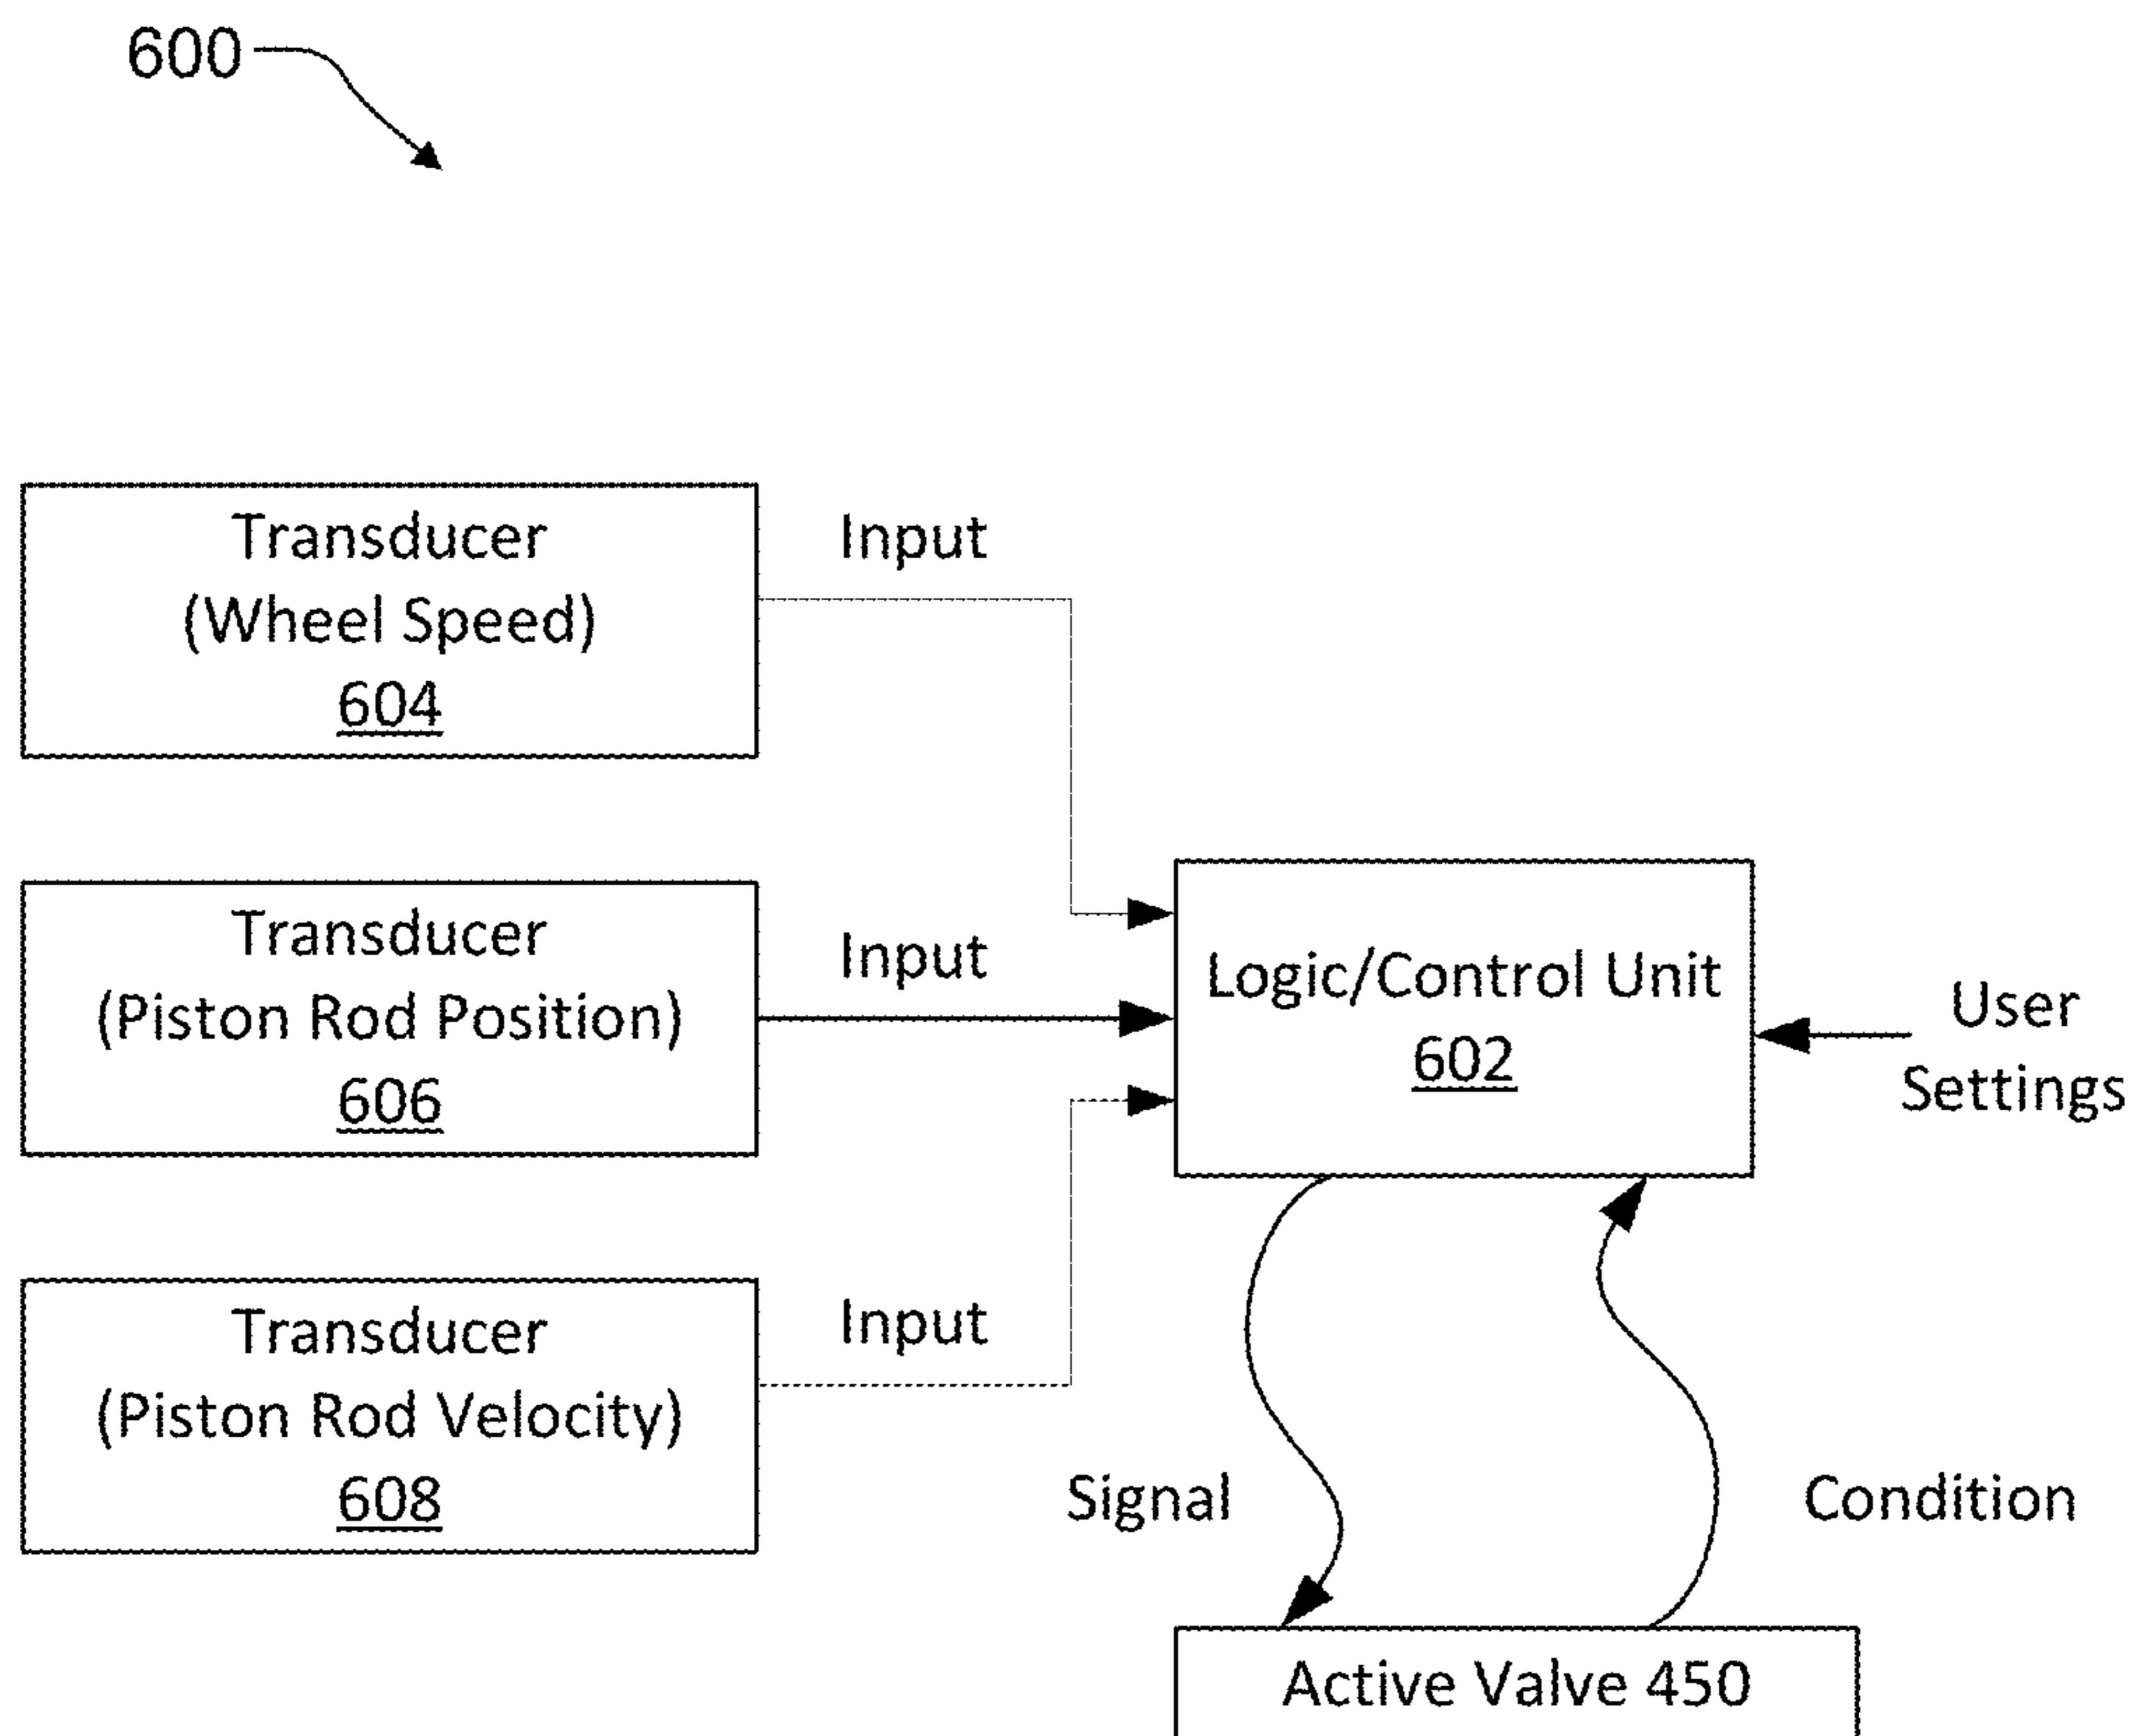 600
Transducer
(Wheel Speed)
604
Input
Transducer
(Piston Rod Position)
606
Input
Logic/Control Unit
602
User
Settings
Transducer
(Piston Rod Velocity)
608
Input
Signal
Condition
Active Valve 450